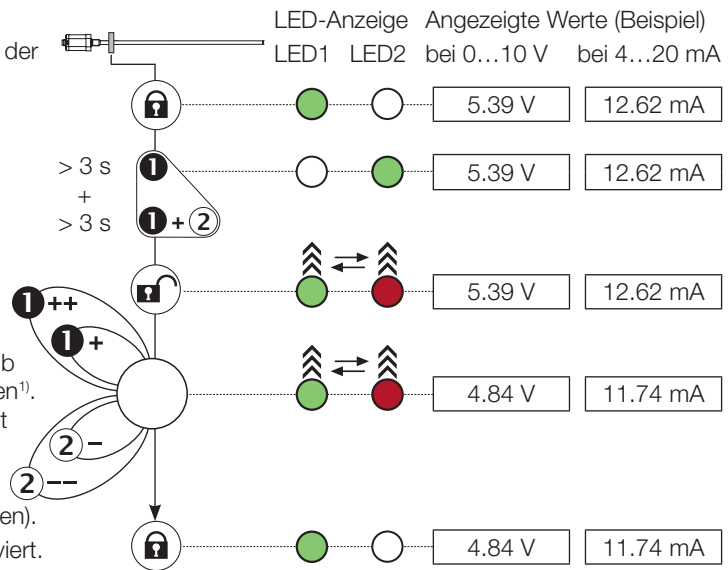 LED-Anzeige Angezeigte Werte (Beispiel)
der
LED1 LED2 bei 0…10 V bei 4…20 mA
5.39 V 12.62 mA
> 3 s 1 5.39 V 12.62 mA
+
> 3 s 1 + 2
5.39 V 12.62 mA
1 ++
1 +
b
en¹⁾. 4.84 V 11.74 mA
t
2 -
2 --
en).
viert. 4.84 V 11.74 mA